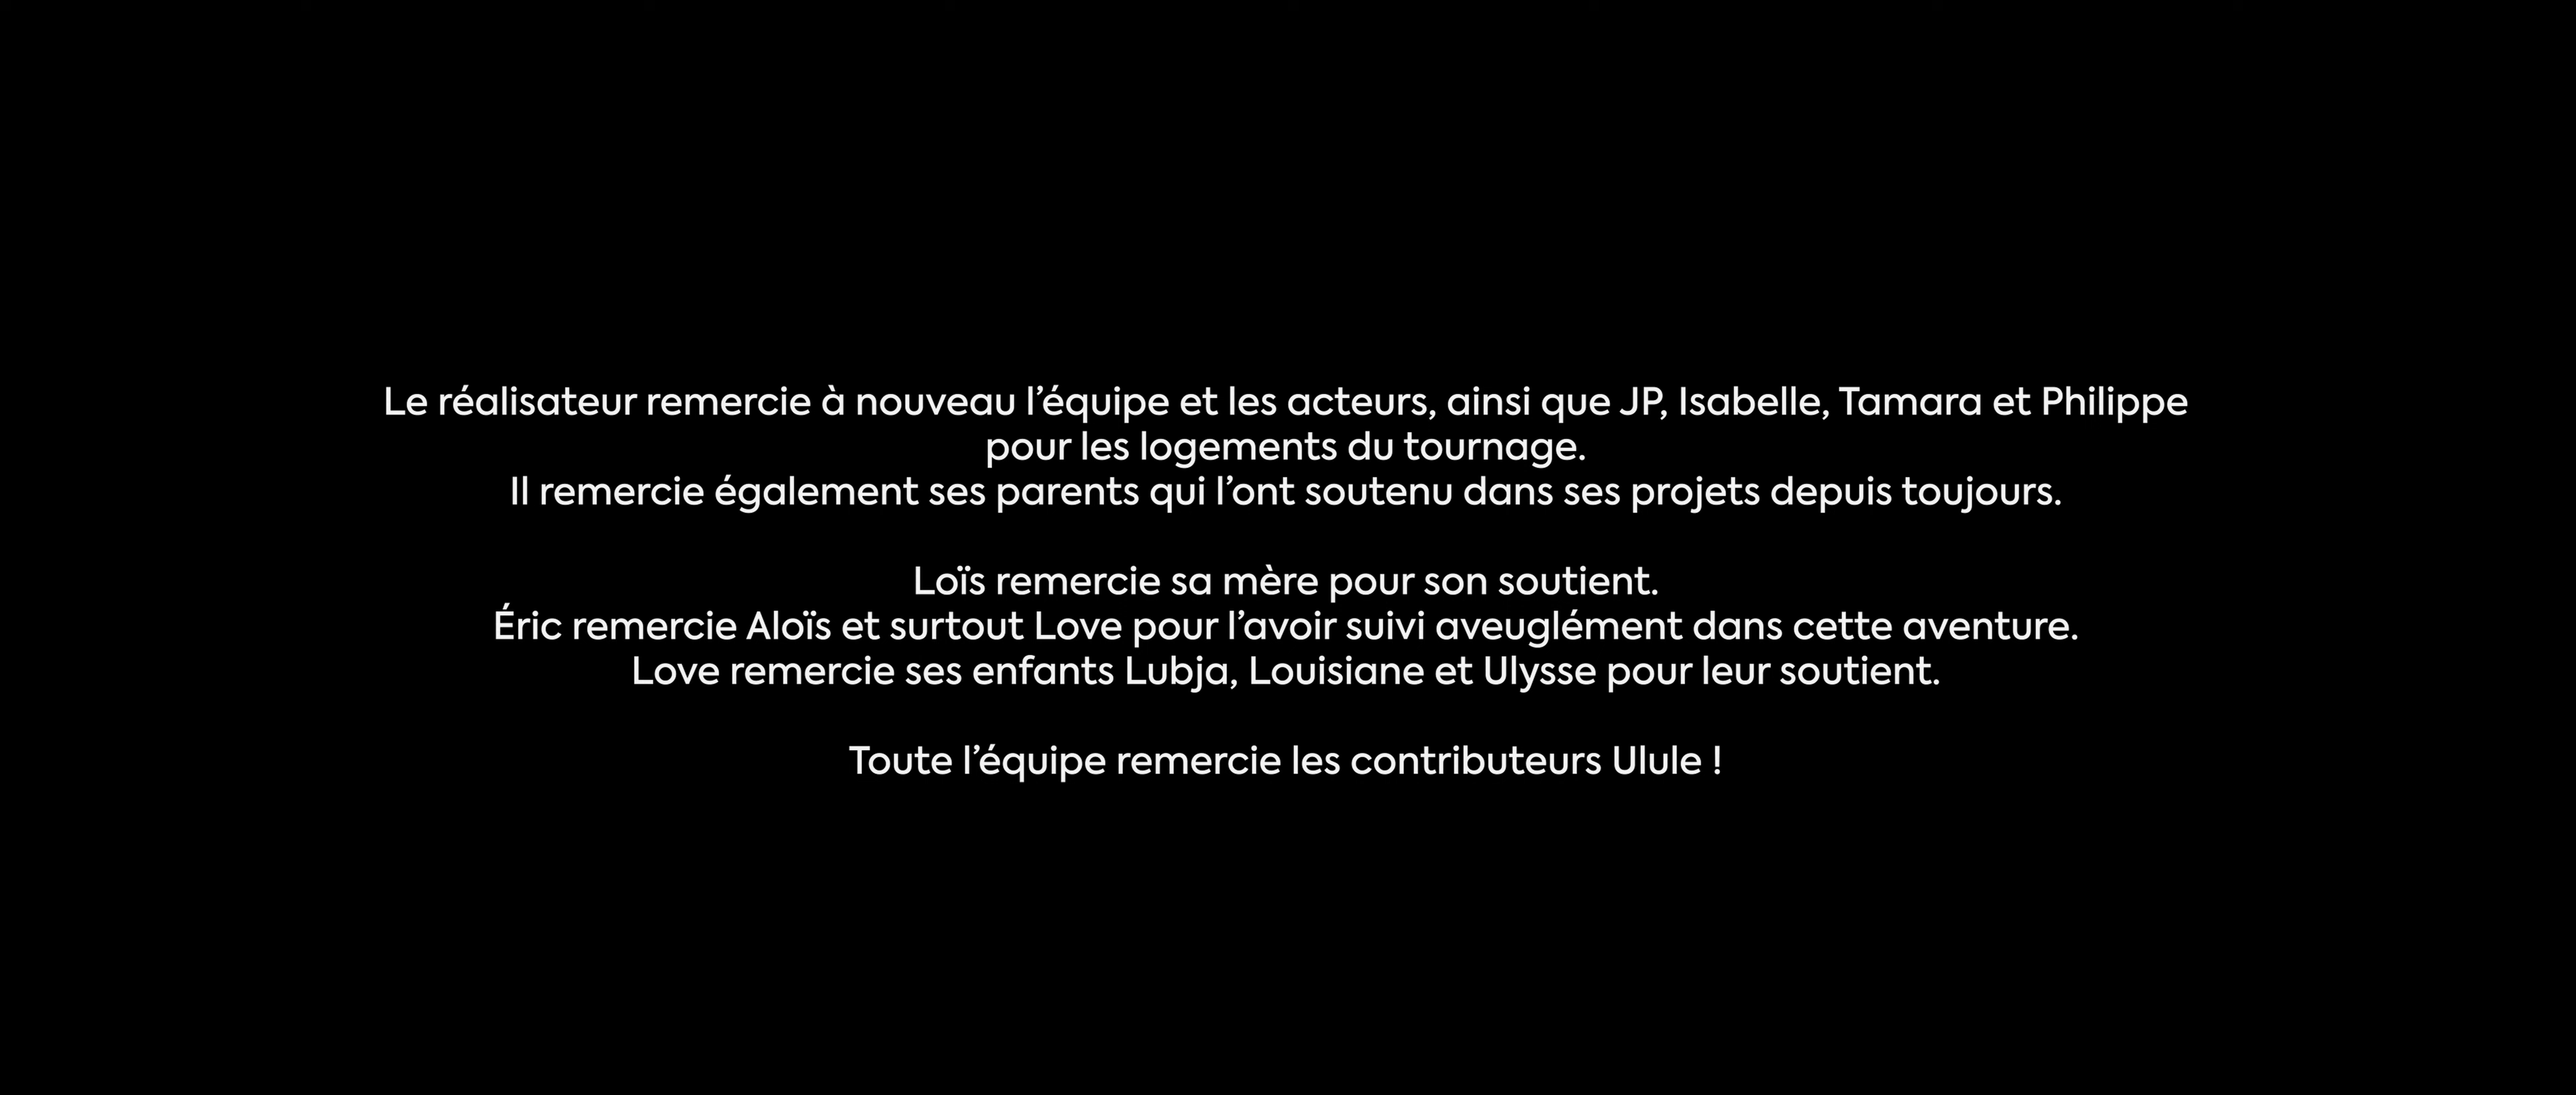 Le réalisateur remercie à nouveau l’équipe et les acteurs, ainsi que JP, Isabelle, Tamara et Philippe
pour les logements du tournage.
Il remercie également ses parents qui l’ont soutenu dans ses projets depuis toujours.
Loïs remercie sa mère pour son soutient.
Éric remercie Aloïs et surtout Love pour l’avoir suivi aveuglément dans cette aventure.
Love remercie ses enfants Lubja, Louisiane et Ulysse pour leur soutient.
Toute l’équipe remercie les contributeurs Ulule !